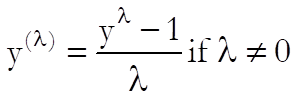 y^(λ) = (y^λ − 1) / λ if λ ≠ 0